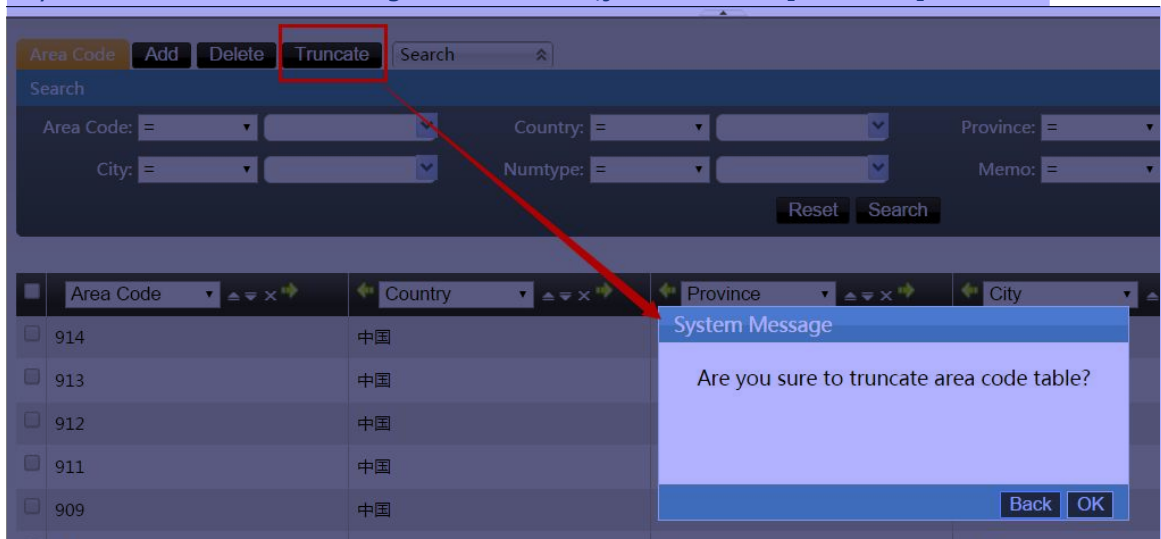 Area Code Add Delete Truncate Search
Search
Area Code: = Country: = Province: =
City: = Numtype: = Memo: =
Reset Search
Area Code Country Province City
914 中国
913 中国
912 中国
911 中国
909 中国
System Message
Are you sure to truncate area code table?
Back OK